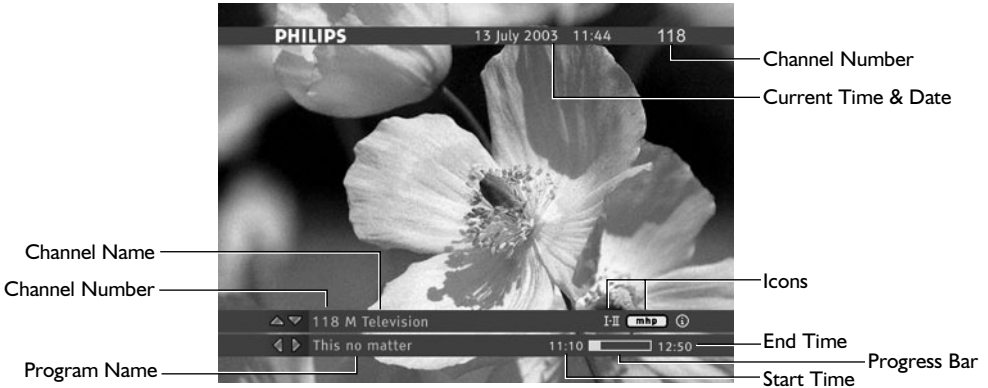 PHILIPS 13 July 2003 11:44 118
Channel Number
Current Time & Date
Channel Name
Channel Number
Icons
118 M Television I·II mhp i
This no matter 11:10 12:50
End Time
Progress Bar
Program Name
Start Time